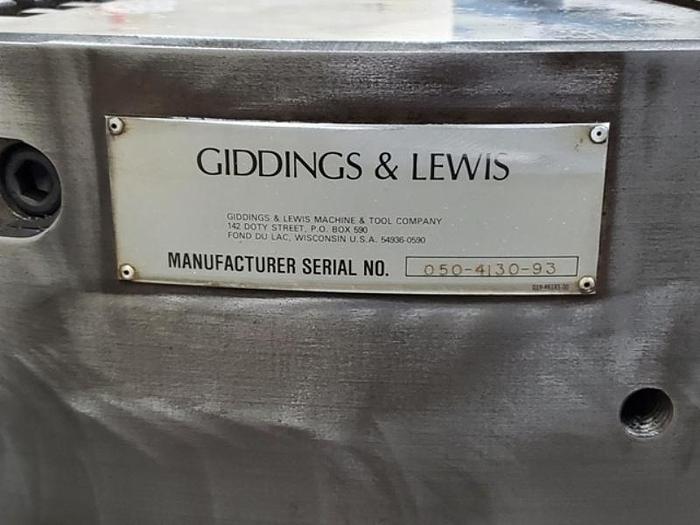 GIDDINGS & LEWIS
GIDDINGS & LEWIS MACHINE & TOOL COMPANY
142 DOTY STREET, P.O. BOX 590
FOND DU LAC, WISCONSIN U.S.A. 54936-0590
MANUFACTURER SERIAL NO. 050-4130-93